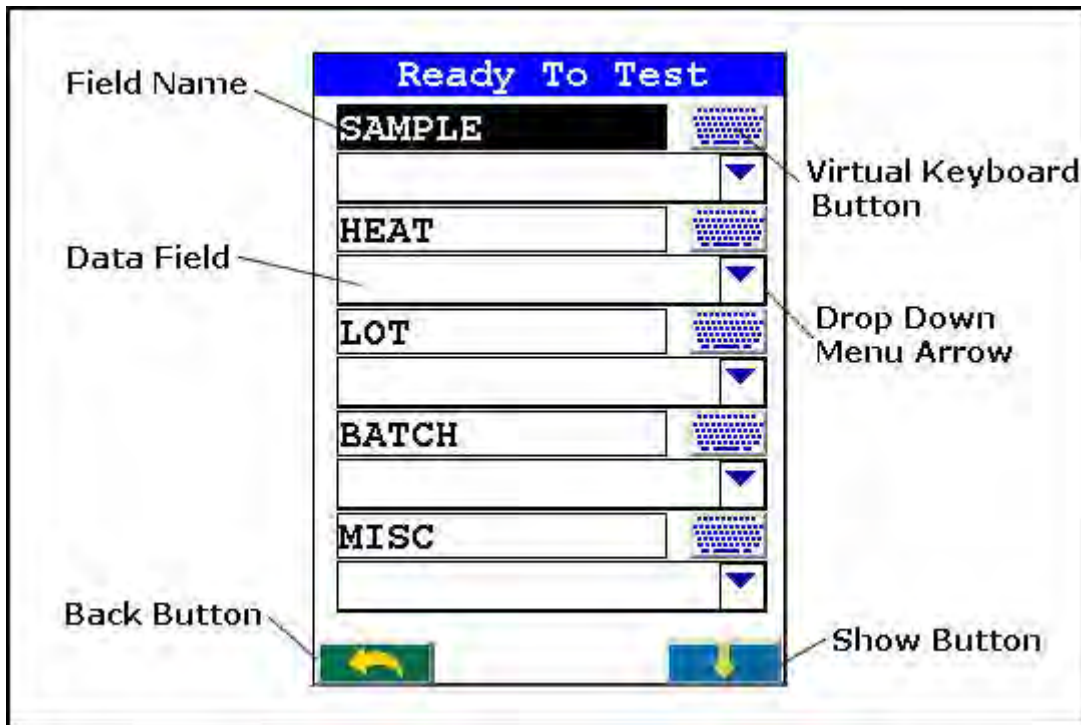 Ready To Test
Field Name
SAMPLE
Virtual Keyboard
Button
HEAT
Data Field
LOT
Drop Down
Menu Arrow
BATCH
MISC
Back Button
Show Button